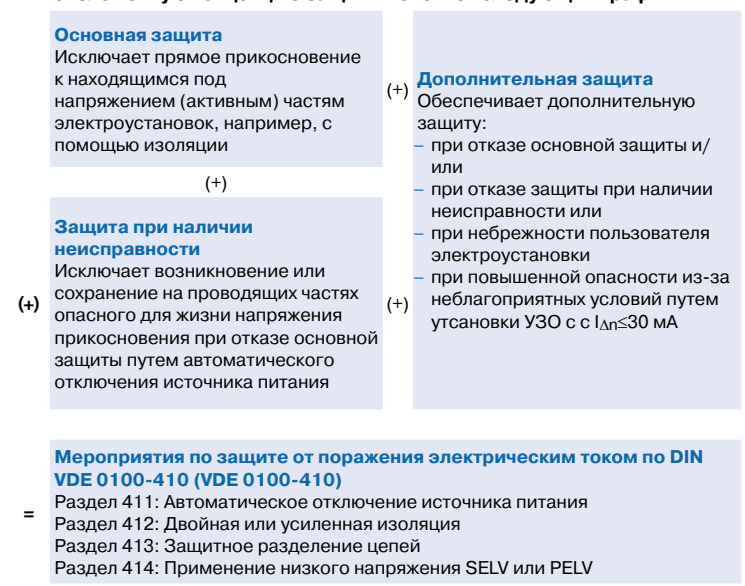 Основная защита
Исключает прямое прикосновение
к находящимся под
напряжением (активным) частям
электроустановок, например, с
помощью изоляции
(+)
(+)
Защита при наличии
неисправности
Исключает возникновение или
сохранение на проводящих частях
опасного для жизни напряжения
прикосновения при отказе основной
защиты путем автоматического
отключения источника питания
(+)
(+)
Дополнительная защита
Обеспечивает дополнительную
защиту:
– при отказе основной защиты и/
или
– при отказе защиты при наличии
неисправности или
– при небрежности пользователя
электроустановки
– при повышенной опасности из-за
неблагоприятных условий путем
утсановки УЗО с с I∆n≤30 мА
=
Мероприятия по защите от поражения электрическим током по DIN
VDE 0100-410 (VDE 0100-410)
Раздел 411: Автоматическое отключение источника питания
Раздел 412: Двойная или усиленная изоляция
Раздел 413: Защитное разделение цепей
Раздел 414: Применение низкого напряжения SELV или PELV